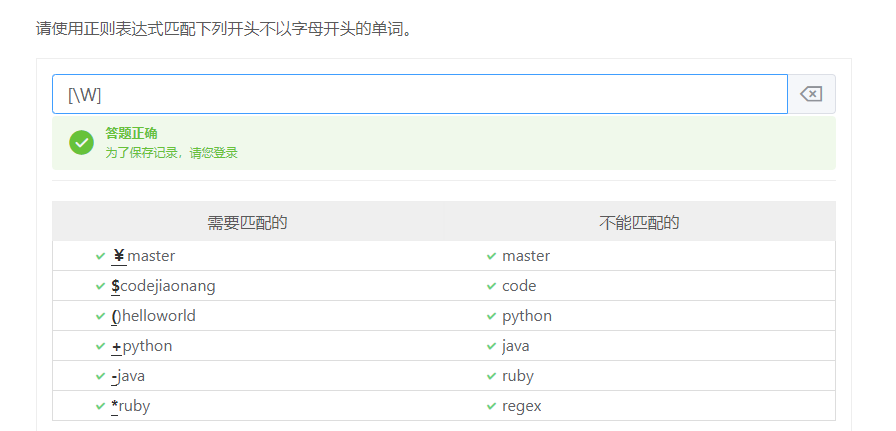 请使用正则表达式匹配下列开头不以字母开头的单词。
[\W]
答题正确
为了保存记录，请您登录
需要匹配的 不能匹配的
￥master master
$codejiaonang code
()helloworld python
+python java
-java ruby
*ruby regex